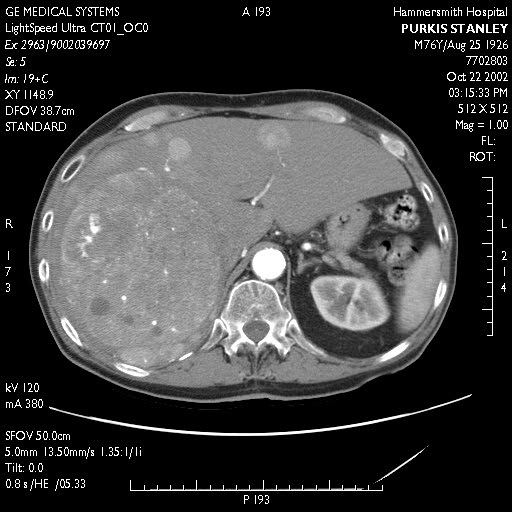 GE MEDICAL SYSTEMS
LightSpeed Ultra CT01_OC0
Ex: 2963/9002039697
Se: 5
Im: 19+C
XY 1148.9
DFOV 38.7cm
STANDARD
A 193
Hammersmith Hospital
PURKIS STANLEY
M76Y/Aug 25 1926
7702803
Oct 22 2002
03:15:33 PM
512 X 512
Mag = 1.00
FL:
ROT:
R
1
7
3
L
2
1
4
kV 120
mA 380
SFOV 50.0cm
5.0mm 13.50mm/s 1.35:1/1i
Tilt: 0.0
0.8 s/HE /05.33
P 193